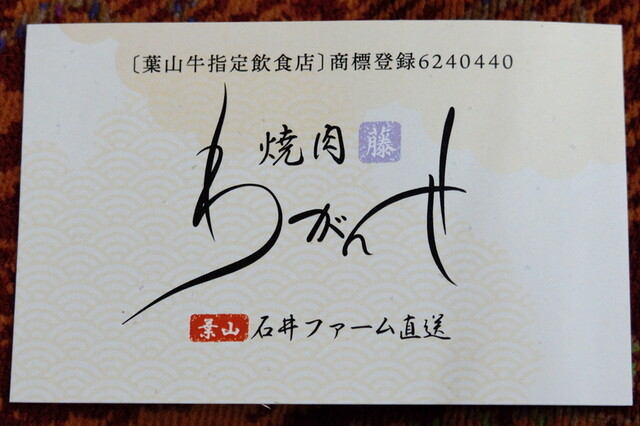 〔葉山牛指定飲食店〕商標登録6240440
焼肉 藤
わがんせ
葉山 石井ファーム直送